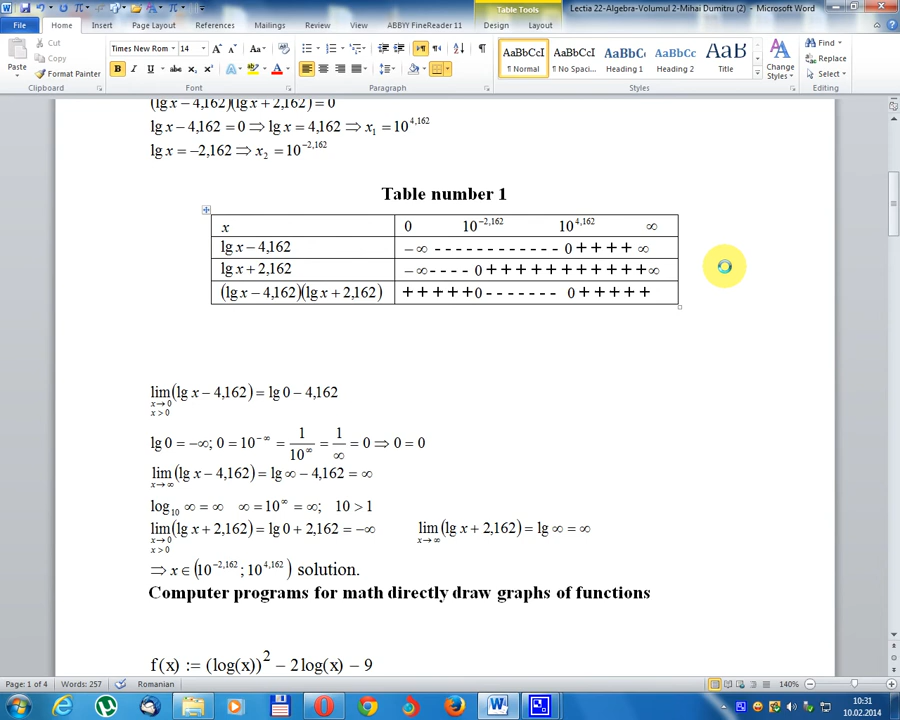 Table Tools
Lectia 22-Algebra-Volumul 2-Mihai Dumitru (2) - Microsoft Word
File Home Insert Page Layout References Mailings Review View ABBYY FineReader 11 Design Layout
Cut
Copy
Format Painter
Paste
Clipboard
Times New Rom 14
B I U abc x₂ x²
Font
Paragraph
AaBbCcI AaBbCcI AaBbC AaBbCc AaB
¶ Normal ¶ No Spaci... Heading 1 Heading 2 Title
Change Styles
Styles
Find
Replace
Select
Editing
(lg x − 4,162)(lg x + 2,162) = 0
lg x − 4,162 = 0 ⇒ lg x = 4,162 ⇒ x₁ = 10^4,162
lg x = −2,162 ⇒ x₂ = 10^−2,162
Table number 1
x 0 10^−2,162 10^4,162 ∞
lg x − 4,162 −∞ - - - - - - - - - - - - 0 + + + + ∞
lg x + 2,162 −∞ - - - - 0 + + + + + + + + + + + ∞
(lg x − 4,162)(lg x + 2,162) + + + + + 0 - - - - - - - 0 + + + + +
lim x→0 x>0 (lg x − 4,162) = lg 0 − 4,162
lg 0 = −∞; 0 = 10^−∞ = 1/10^∞ = 1/∞ = 0 ⇒ 0 = 0
lim x→∞ (lg x − 4,162) = lg ∞ − 4,162 = ∞
log₁₀ ∞ = ∞ ∞ = 10^∞ = ∞; 10 > 1
lim x→0 x>0 (lg x + 2,162) = lg 0 + 2,162 = −∞ lim x→∞ (lg x + 2,162) = lg ∞ = ∞
⇒ x ∈ (10^−2,162 ; 10^4,162) solution.
Computer programs for math directly draw graphs of functions
f(x) := (log(x))² − 2log(x) − 9
Page: 1 of 4 Words: 257 Romanian 140%
10:31
10.02.2014